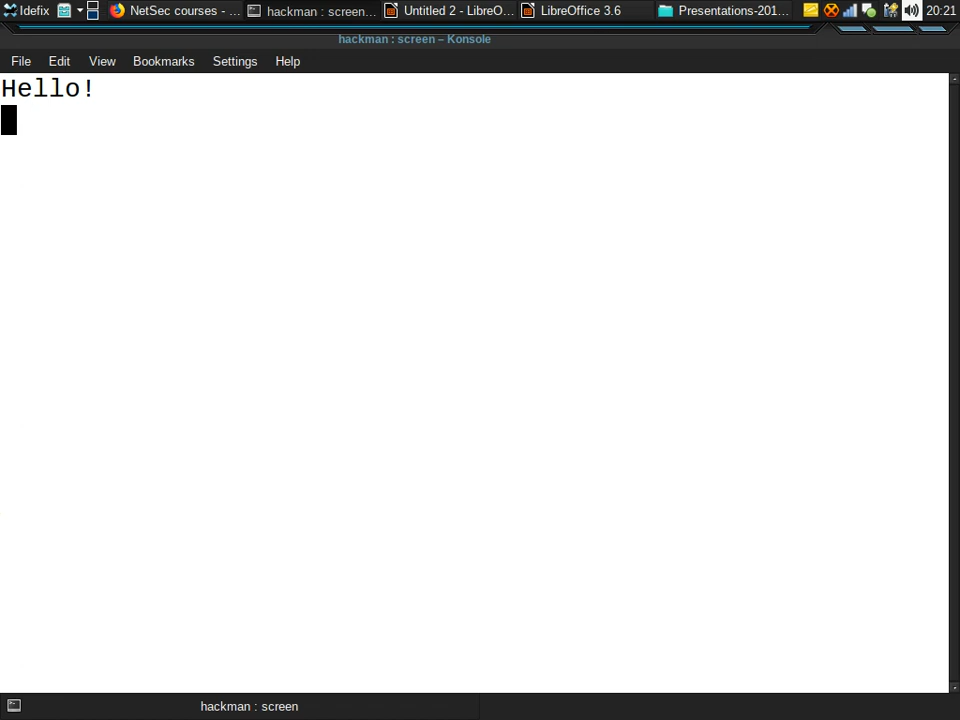 Idefix NetSec courses - ... hackman : screen... Untitled 2 - LibreO... LibreOffice 3.6 Presentations-201... 20:21
hackman : screen – Konsole
File Edit View Bookmarks Settings Help
Hello!
hackman : screen